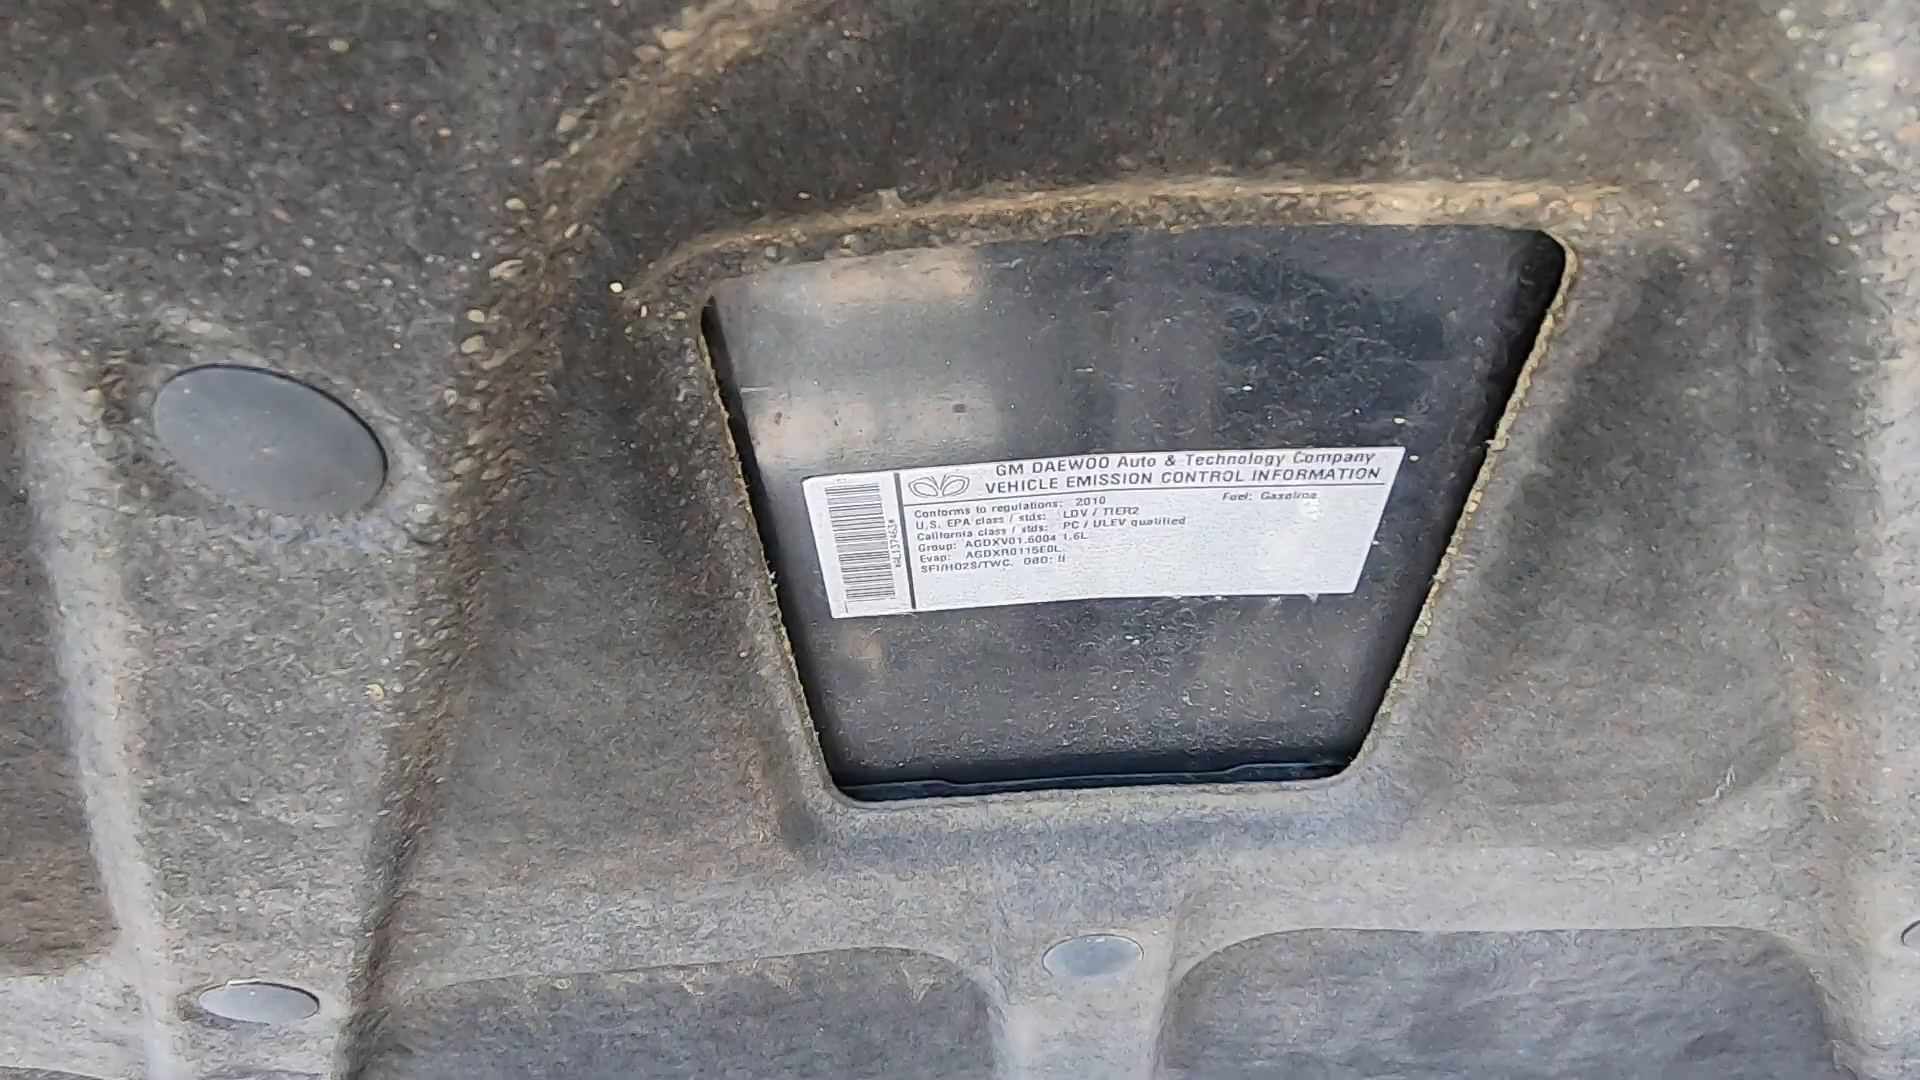 GM DAEWOO Auto & Technology Company
VEHICLE EMISSION CONTROL INFORMATION
Conforms to regulations: 2010 Fuel: Gasoline
U.S. EPA class / stds: LDV / TIER2
California class / stds: PC / ULEV qualified
Group: AGDXV01.6004 1.6L
Evap: AGDXR0115E0L
SFI/HO2S/TWC. OBD: II
*AL137463*